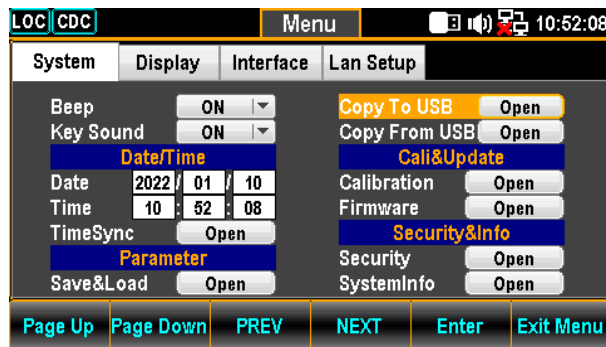 LOC CDC Menu 10:52:08
System Display Interface Lan Setup
Beep ON Copy To USB Open
Key Sound ON Copy From USB Open
Date/Time Cali&Update
Date 2022 / 01 / 10 Calibration Open
Time 10 : 52 : 08 Firmware Open
TimeSync Open Security&Info
Parameter Security Open
Save&Load Open SystemInfo Open
Page Up Page Down PREV NEXT Enter Exit Menu